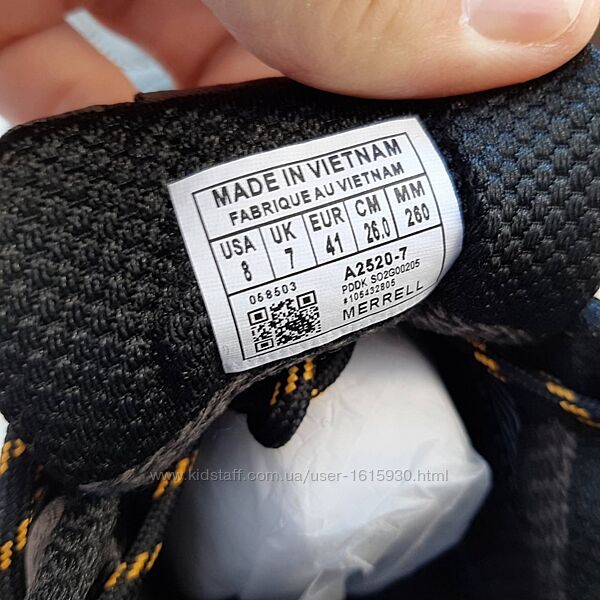 MADE IN VIETNAM
FABRIQUE AU VIETNAM
USA UK EUR CM MM
8 7 41 26.0 260
058503
A2520-7
PDDK SO2G00205
#105432805
MERRELL
www.kidstaff.com.ua/user-1615930.html